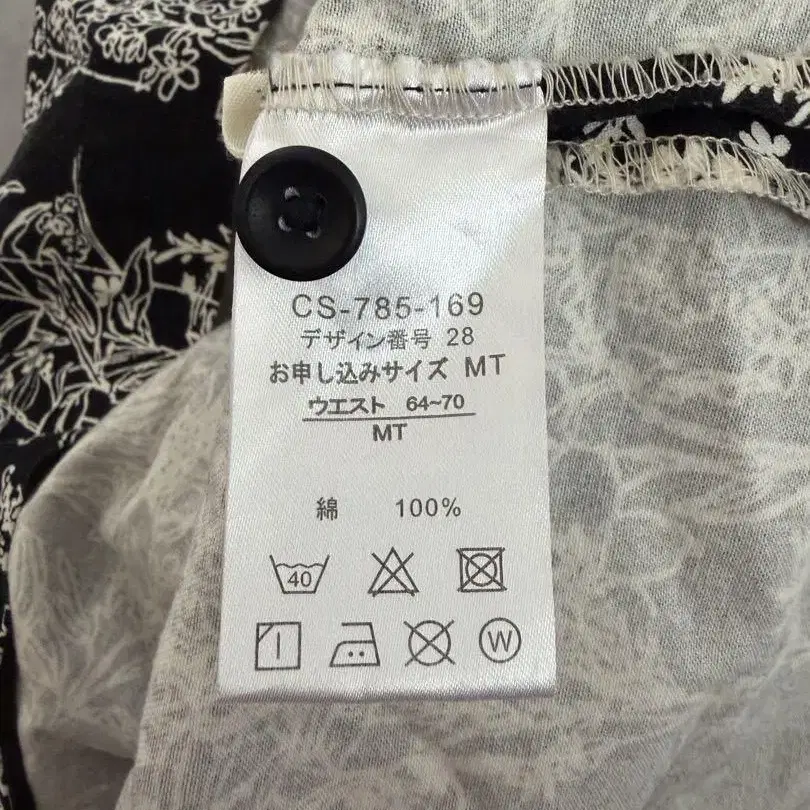 CS-785-169
デザイン番号 28
お申し込みサイズ MT
ウエスト 64~70
MT
綿 100%
40
W